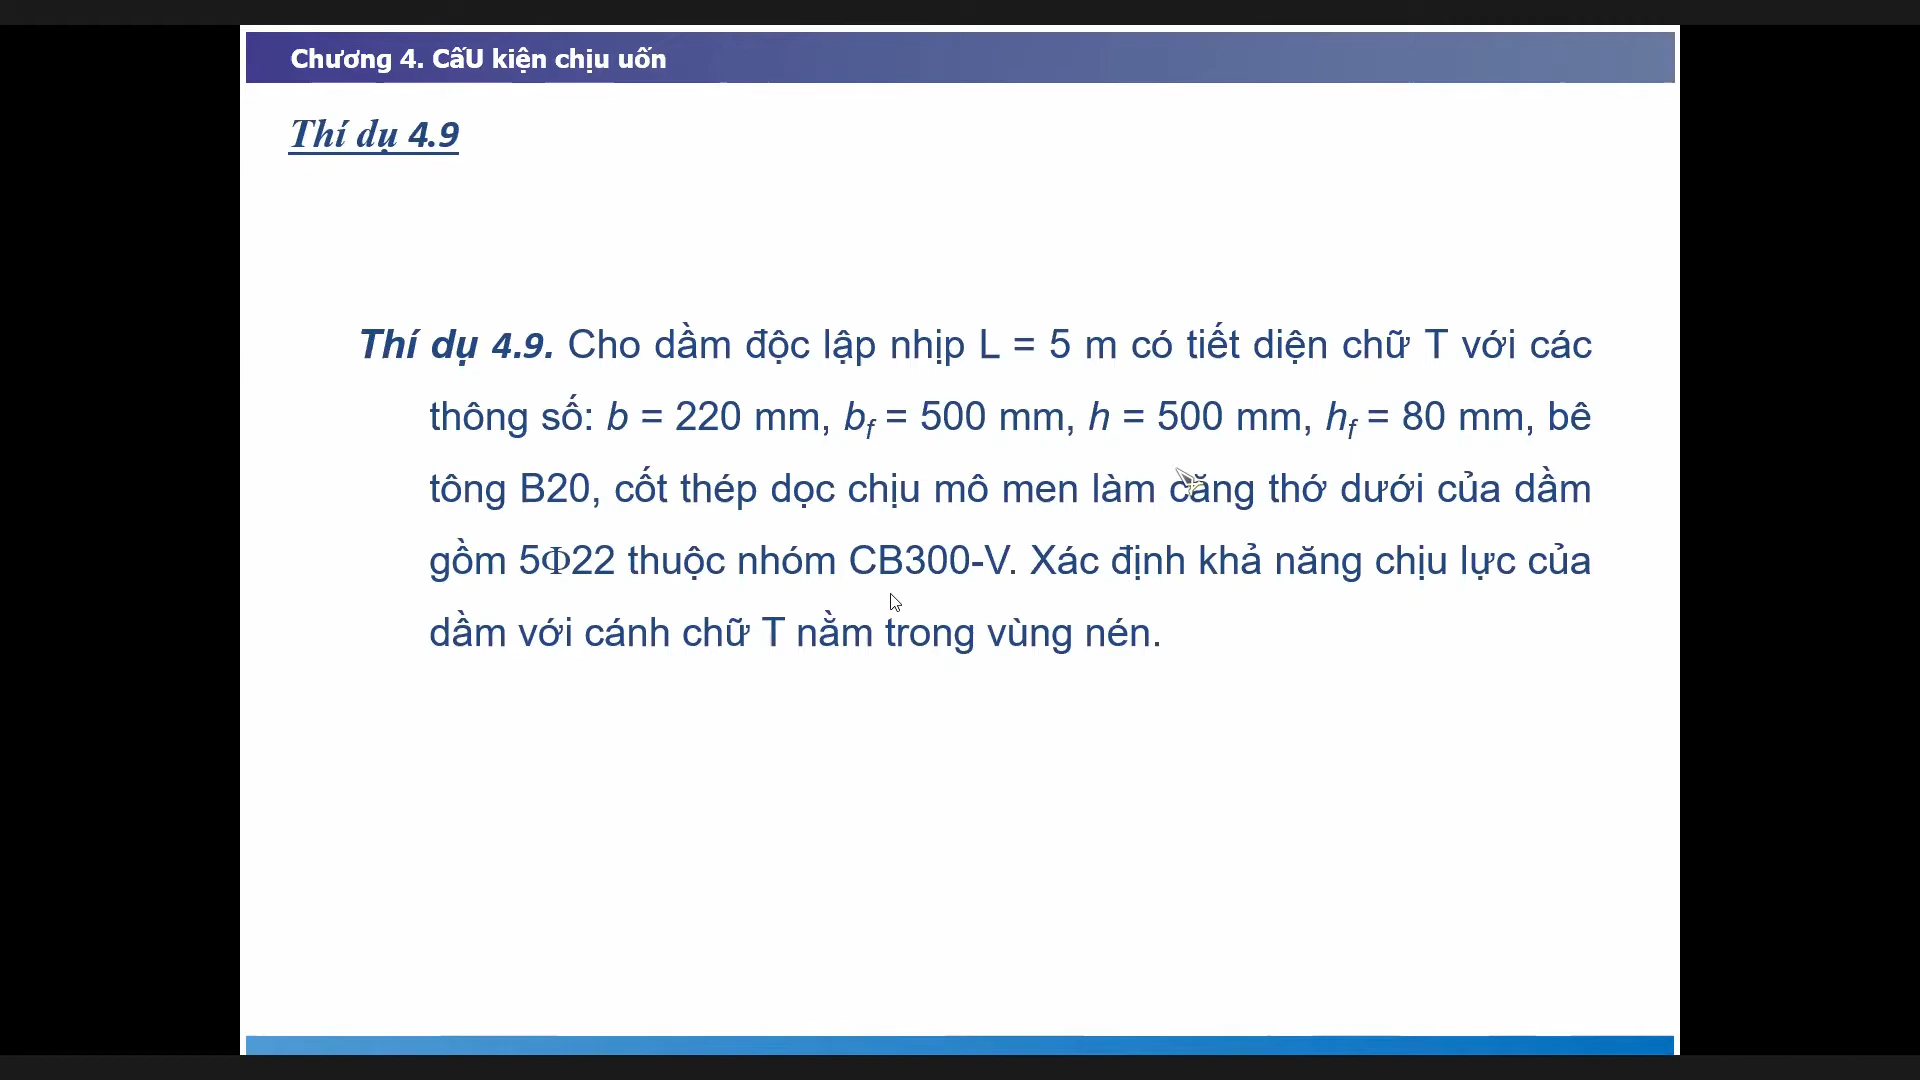 Chương 4. CấU kiện chịu uốn
Thí dụ 4.9
Thí dụ 4.9. Cho dầm độc lập nhịp L = 5 m có tiết diện chữ T với các
thông số: b = 220 mm, bf = 500 mm, h = 500 mm, hf = 80 mm, bê
tông B20, cốt thép dọc chịu mô men làm căng thớ dưới của dầm
gồm 5Φ22 thuộc nhóm CB300-V. Xác định khả năng chịu lực của
dầm với cánh chữ T nằm trong vùng nén.